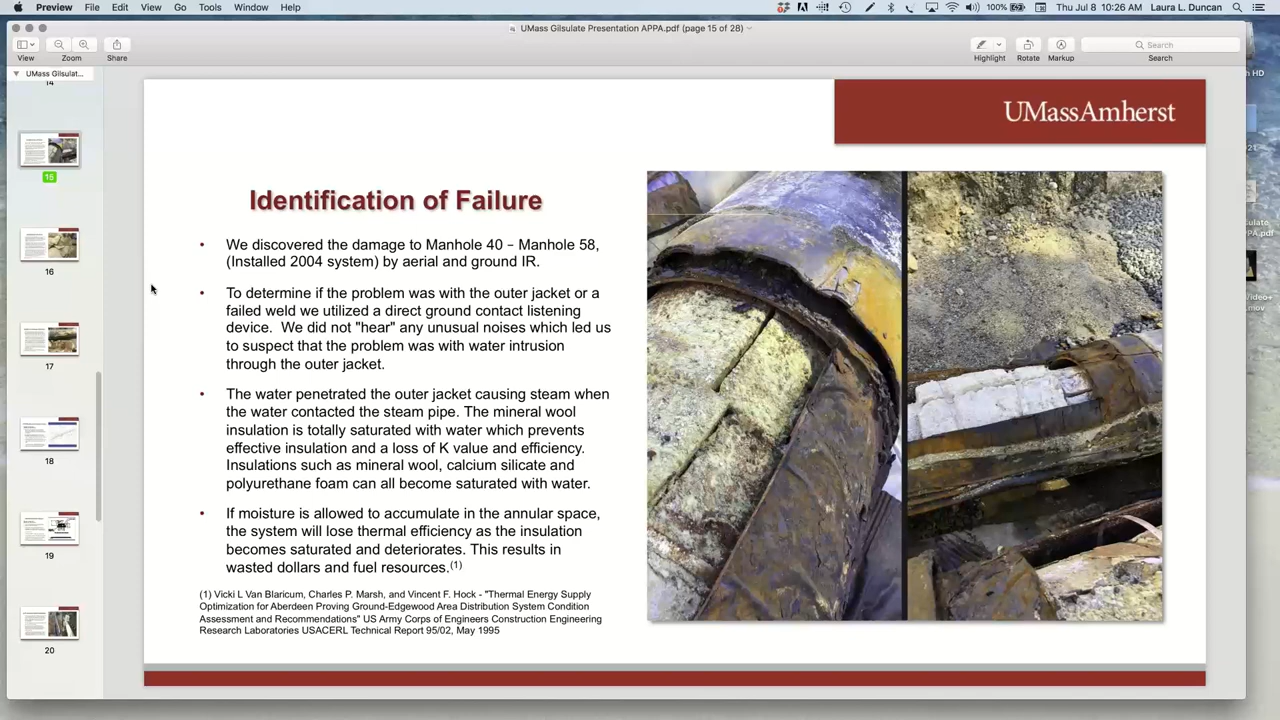 Preview File Edit View Go Tools Window Help 100% Thu Jul 8 10:26 AM Laura L. Duncan
UMass Gilsulate Presentation APPA.pdf (page 15 of 28)
View Zoom Share Highlight Rotate Markup Search
Search
UMass Gilsulat...
14
15
16
17
18
19
20
UMassAmherst
Identification of Failure
• We discovered the damage to Manhole 40 – Manhole 58,
(Installed 2004 system) by aerial and ground IR.
• To determine if the problem was with the outer jacket or a
failed weld we utilized a direct ground contact listening
device. We did not "hear" any unusual noises which led us
to suspect that the problem was with water intrusion
through the outer jacket.
• The water penetrated the outer jacket causing steam when
the water contacted the steam pipe. The mineral wool
insulation is totally saturated with water which prevents
effective insulation and a loss of K value and efficiency.
Insulations such as mineral wool, calcium silicate and
polyurethane foam can all become saturated with water.
• If moisture is allowed to accumulate in the annular space,
the system will lose thermal efficiency as the insulation
becomes saturated and deteriorates. This results in
wasted dollars and fuel resources.(1)
(1) Vicki L Van Blaricum, Charles P. Marsh, and Vincent F. Hock - "Thermal Energy Supply
Optimization for Aberdeen Proving Ground-Edgewood Area Distribution System Condition
Assessment and Recommendations" US Army Corps of Engineers Construction Engineering
Research Laboratories USACERL Technical Report 95/02, May 1995